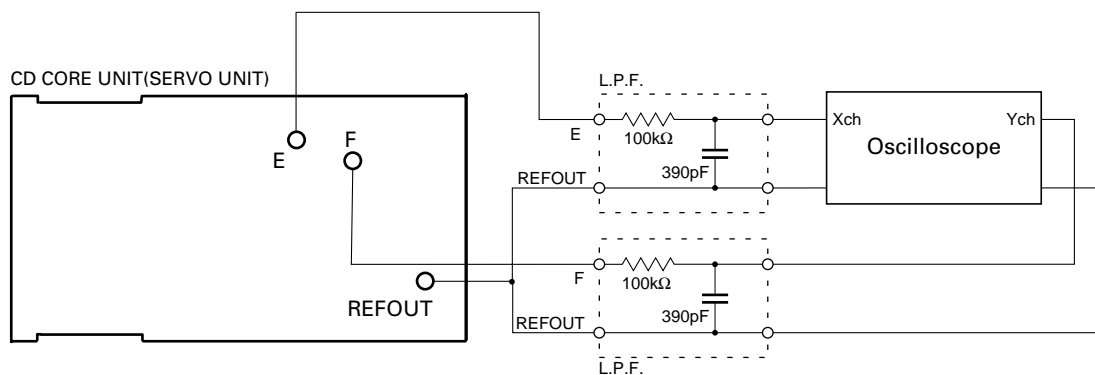 CD CORE UNIT(SERVO UNIT)
E
F
REFOUT
L.P.F.
E
100kΩ
390pF
REFOUT
Xch
Ych
Oscilloscope
F
100kΩ
390pF
REFOUT
L.P.F.